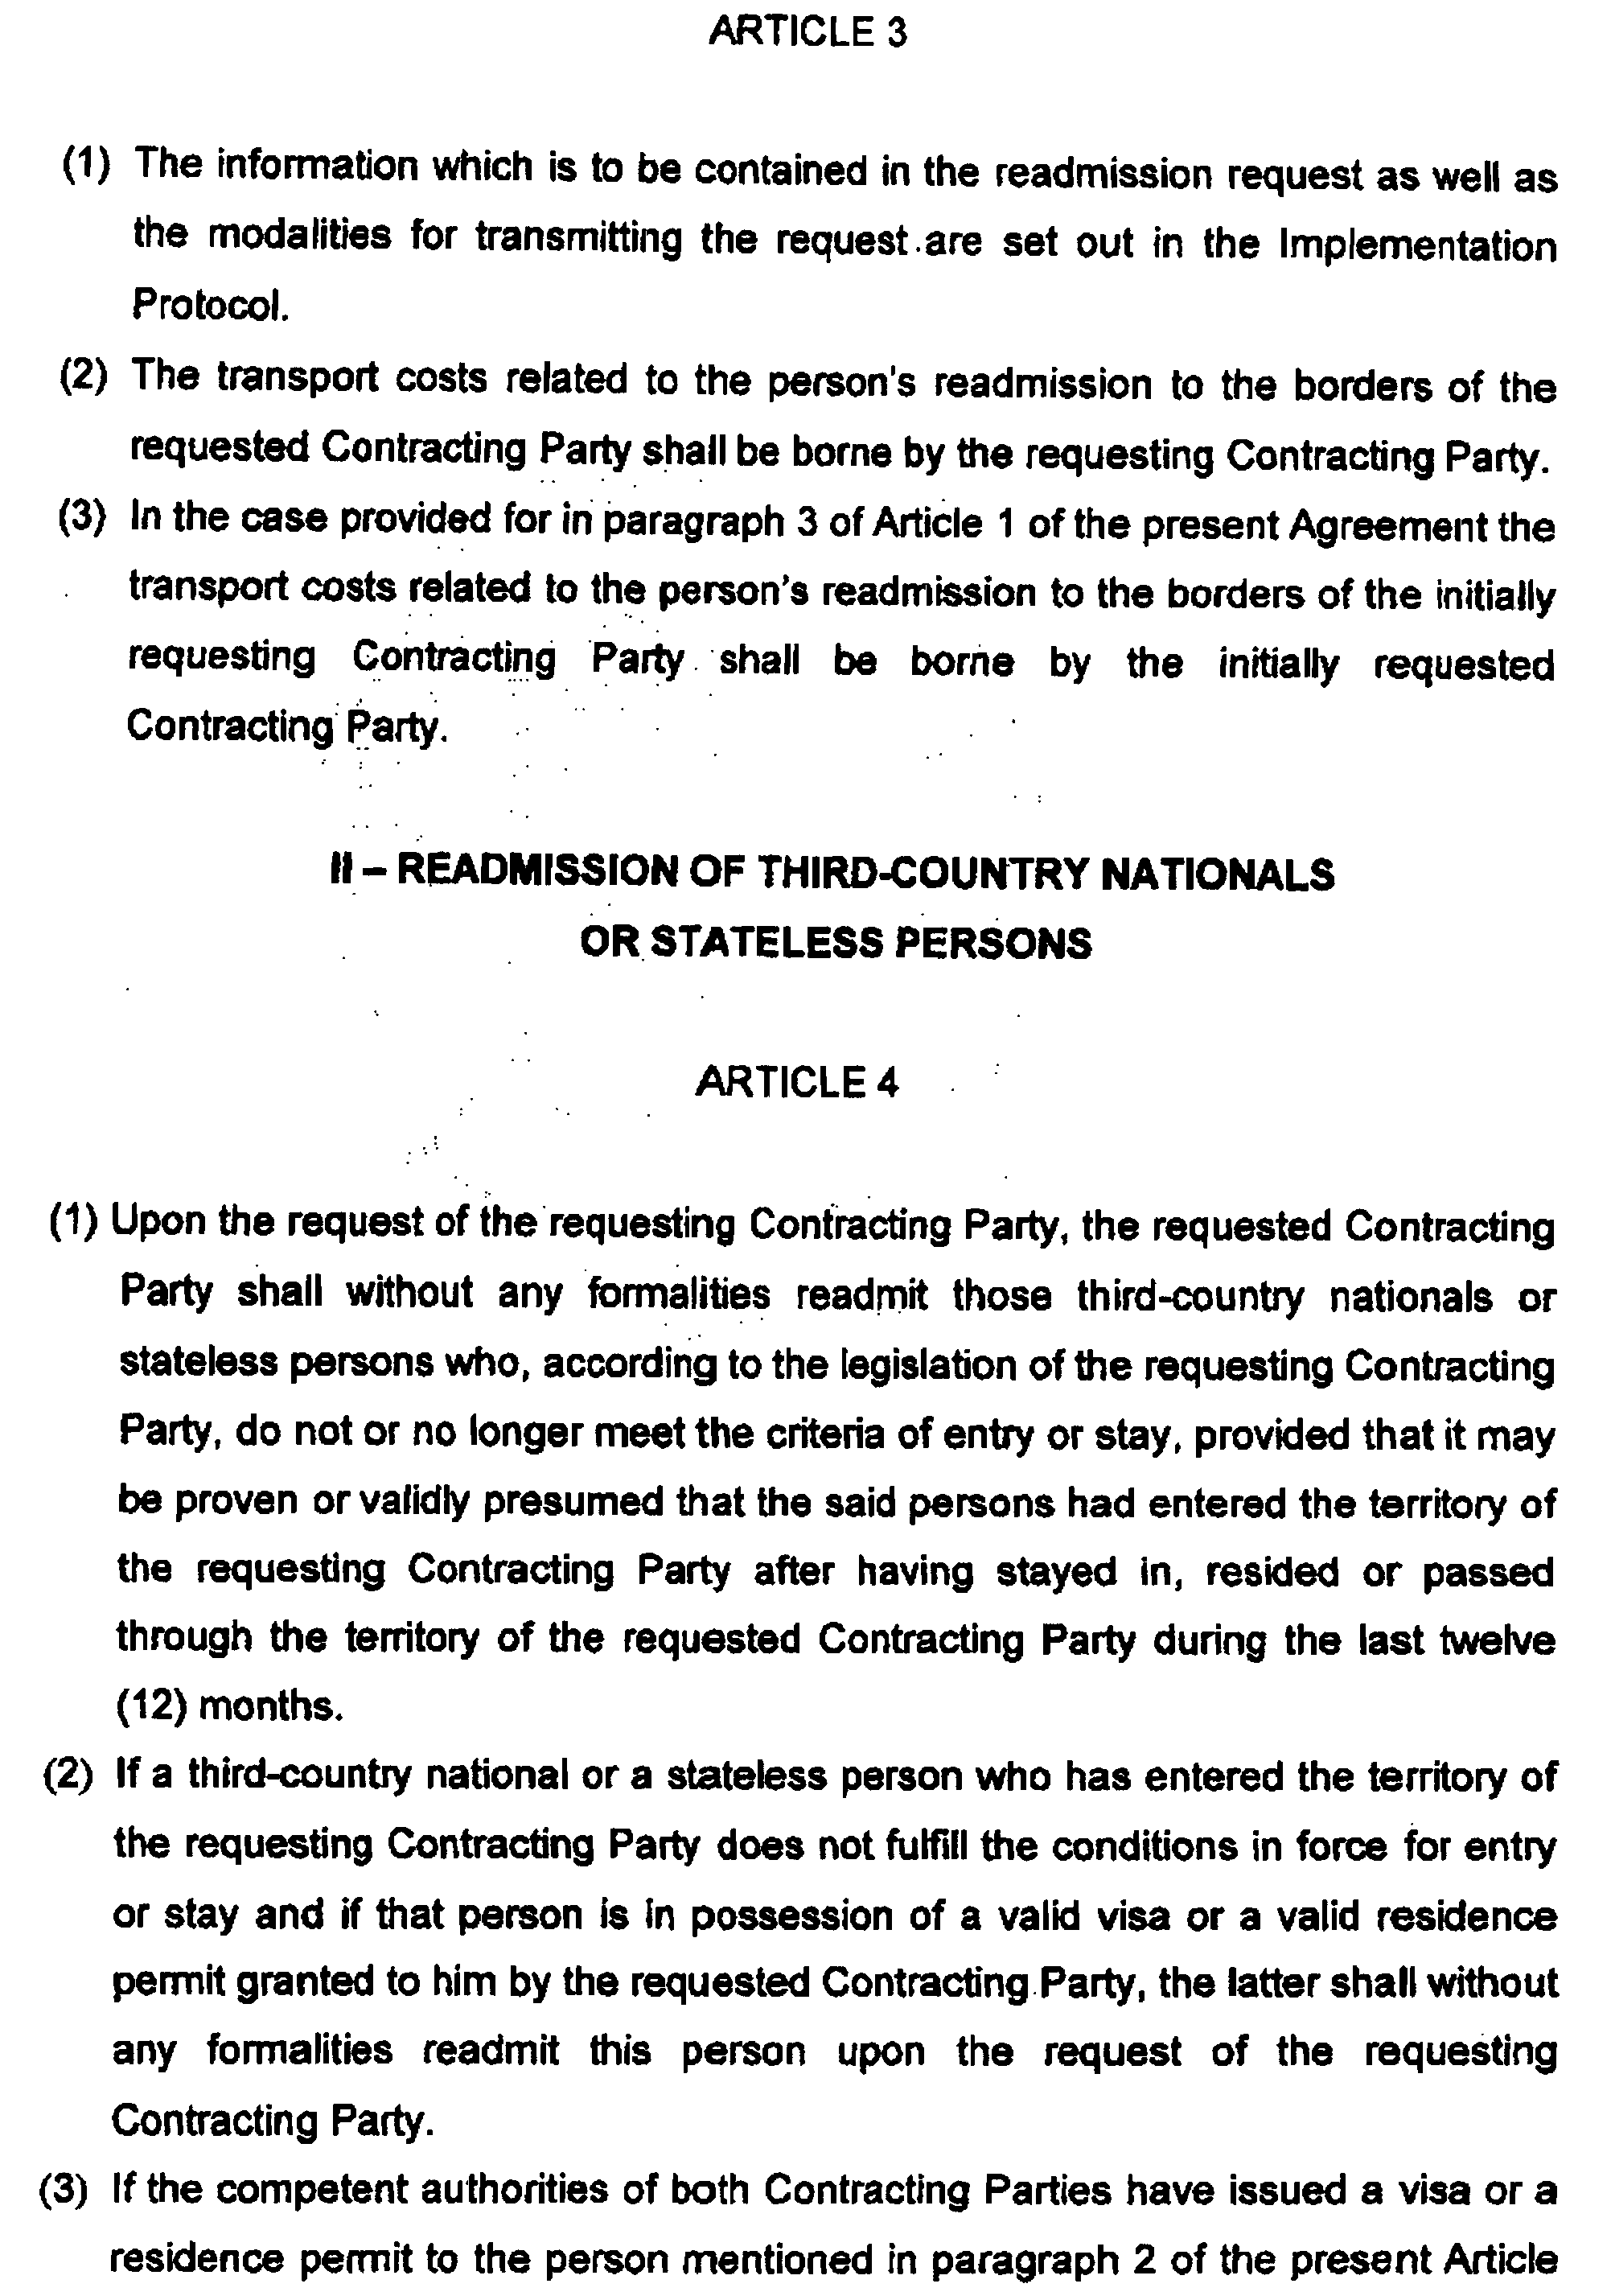 ARTICLE 3
(1) The information which is to be contained in the readmission request as well as
the modalities for transmitting the request are set out in the Implementation
Protocol.
(2) The transport costs related to the person's readmission to the borders of the
requested Contracting Party shall be borne by the requesting Contracting Party.
(3) In the case provided for in paragraph 3 of Article 1 of the present Agreement the
transport costs related to the person's readmission to the borders of the initially
requesting Contracting Party shall be borne by the initially requested
Contracting Party.
II – READMISSION OF THIRD-COUNTRY NATIONALS
OR STATELESS PERSONS
ARTICLE 4
(1) Upon the request of the requesting Contracting Party, the requested Contracting
Party shall without any formalities readmit those third-country nationals or
stateless persons who, according to the legislation of the requesting Contracting
Party, do not or no longer meet the criteria of entry or stay, provided that it may
be proven or validly presumed that the said persons had entered the territory of
the requesting Contracting Party after having stayed in, resided or passed
through the territory of the requested Contracting Party during the last twelve
(12) months.
(2) If a third-country national or a stateless person who has entered the territory of
the requesting Contracting Party does not fulfill the conditions in force for entry
or stay and if that person is in possession of a valid visa or a valid residence
permit granted to him by the requested Contracting Party, the latter shall without
any formalities readmit this person upon the request of the requesting
Contracting Party.
(3) If the competent authorities of both Contracting Parties have issued a visa or a
residence permit to the person mentioned in paragraph 2 of the present Article